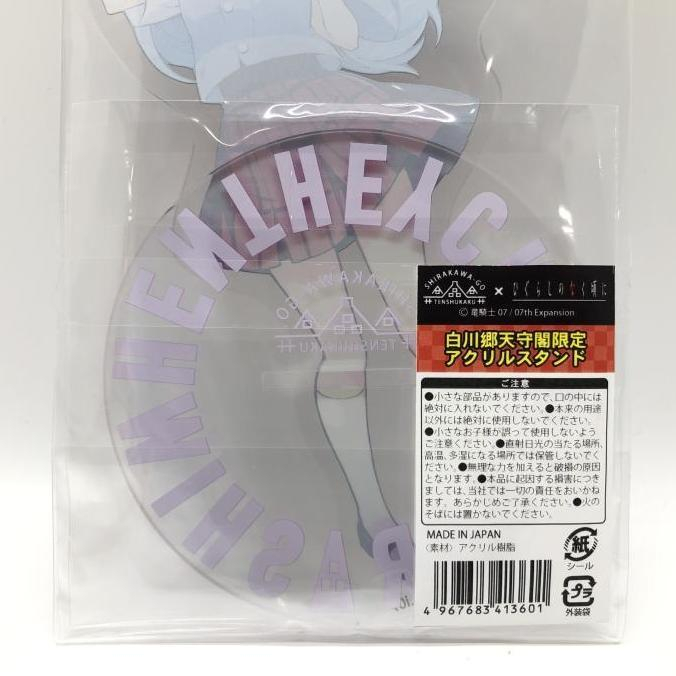 THEYCI
HIGURASHI WHEN
SHIRAKAWA-GO
TENSHUKAKU
SHIRAKAWA-GO
TENSHUKAKU
×
ひぐらしのなく頃に
© 竜騎士 07 / 07th Expansion
白川郷天守閣限定
アクリルスタンド
ご注意
●小さな部品がありますので、口の中には
絶対に入れないでください。●本来の用途
以外には絶対に使用しないでください。
●小さなお子様が誤って使用しないよう
ご注意ください。●直射日光の当たる場所、
高温、多湿になる場所では保管しないでく
ださい。●無理な力を加えると破損の原因
となります。●本品に起因する損害につき
ましては、当社では一切の責任をおいかね
ます。あらかじめご了承ください。●火の
そばには置かないでください。
MADE IN JAPAN
〈素材〉アクリル樹脂
4 967683 413601
紙
シール
プラ
外装袋